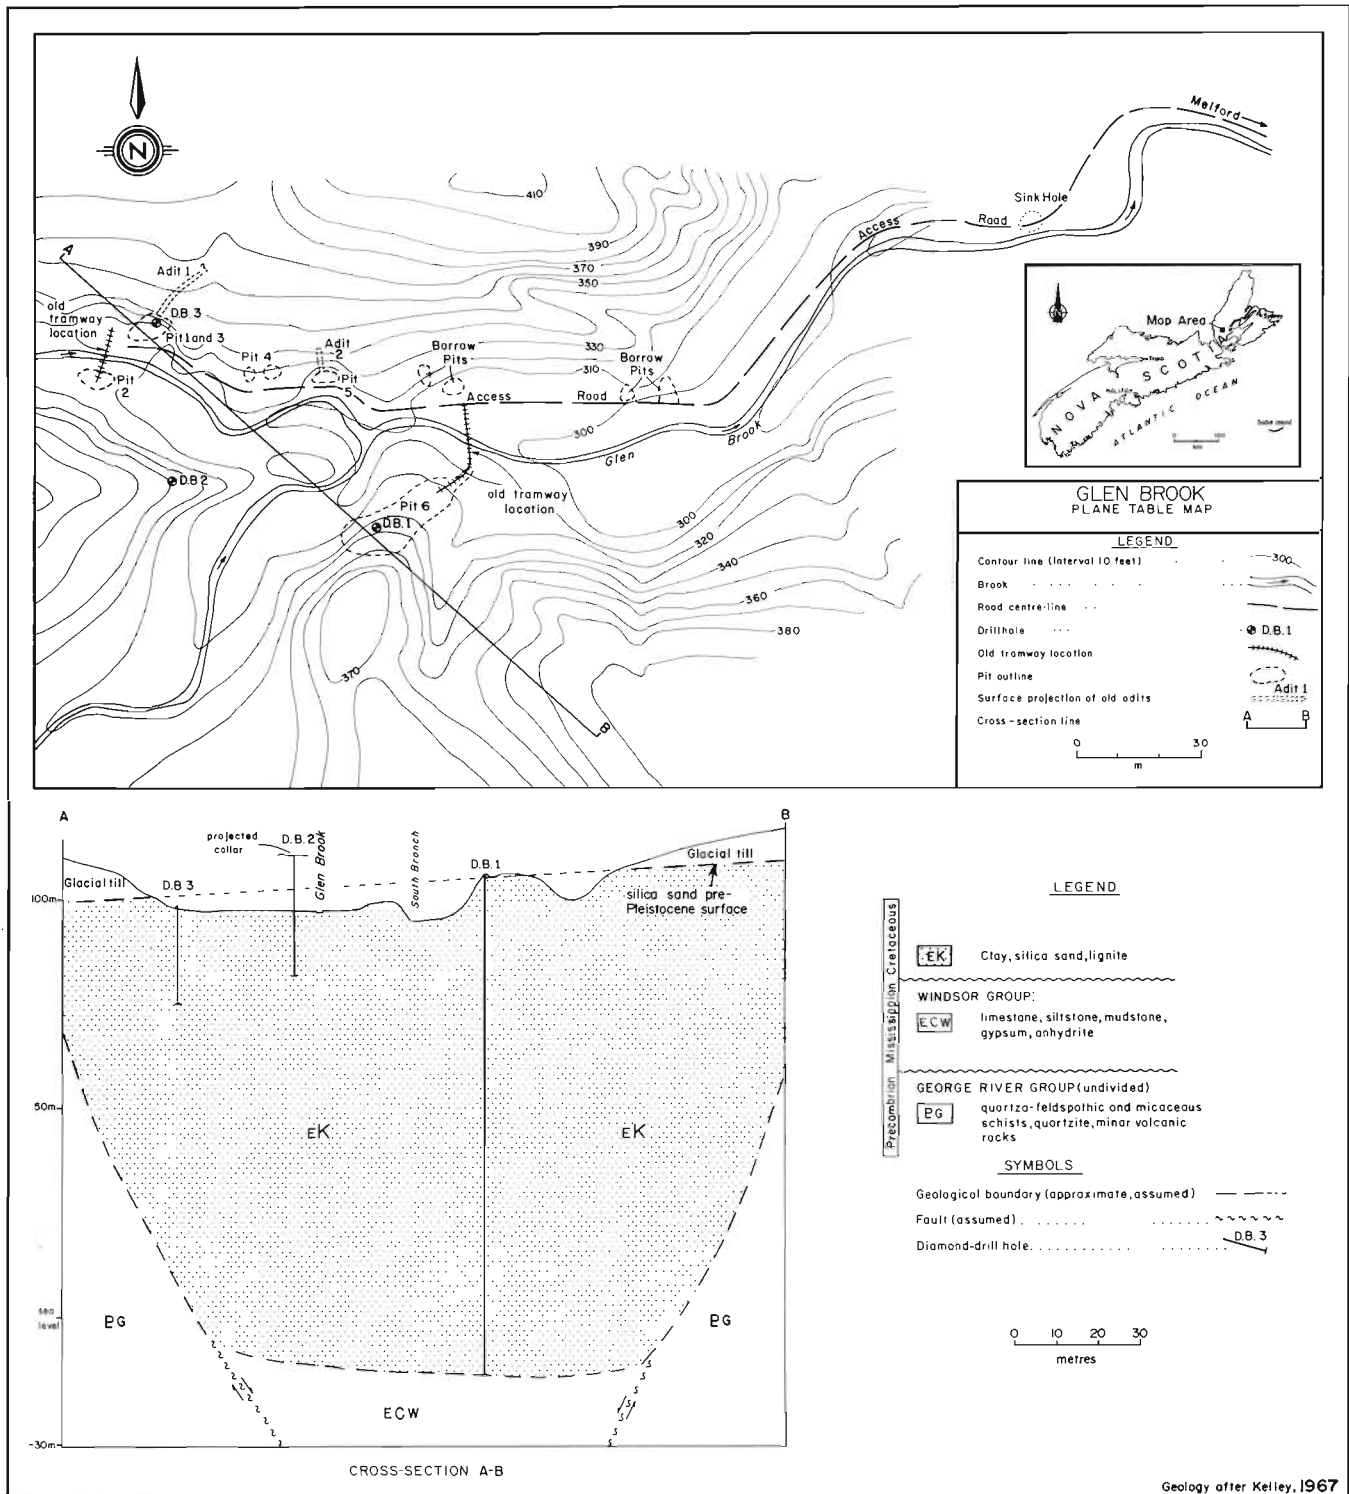 N
Melford
Sink Hole
Access Road
410
390
370
350
330
310
300
A
Adit 1
D.B. 3
old
tramway
location
Pit 1 and 3
Pit
2
Pit 4
Adit
2
Pit
5
Borrow
Pits
Borrow
Pits
Access Road
Glen Brook
D.B 2
Pit 6
D.B. 1
old tramway
location
300
320
340
360
380
370
B
Map Area
NOVA SCOTIA
ATLANTIC OCEAN
Truro
GLEN BROOK
PLANE TABLE MAP
LEGEND
Contour line (Interval 10 feet) 300
Brook
Road centre-line
Drillhole D.B.1
Old tramway location
Pit outline
Surface projection of old adits Adit 1
Cross-section line A B
0 30
m
A
B
projected
collar
D.B.2
Glen Brook
South Branch
D.B.1
D.B 3
Glacial till
Glacial till
silica sand pre-
Pleistocene surface
100m
50m
sea
level
-30m
EK
EK
PG
PG
ECW
CROSS-SECTION A-B
LEGEND
Precambrian Mississippian Cretaceous
EK Clay, silica sand, lignite
WINDSOR GROUP:
ECW limestane, siltstone, mudstone,
gypsum, anhydrite
GEORGE RIVER GROUP (undivided)
PG quartza-feldspathic and micaceous
schists, quartzite, minar volcanic
rocks
SYMBOLS
Geological boundary (approximate, assumed)
Fault (assumed)
Diamond-drill hole D.B. 3
0 10 20 30
metres
Geology after Kelley, 1967